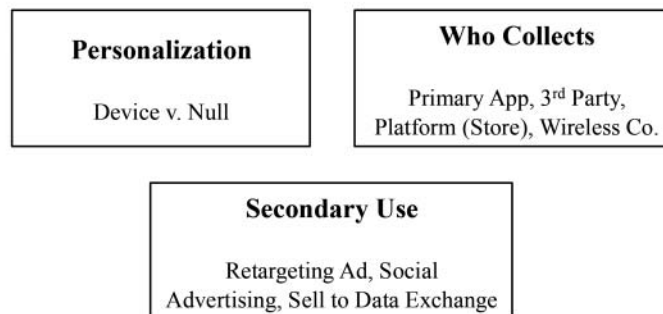 Personalization
Device v. Null
Who Collects
Primary App, 3rd Party,
Platform (Store), Wireless Co.
Secondary Use
Retargeting Ad, Social
Advertising, Sell to Data Exchange